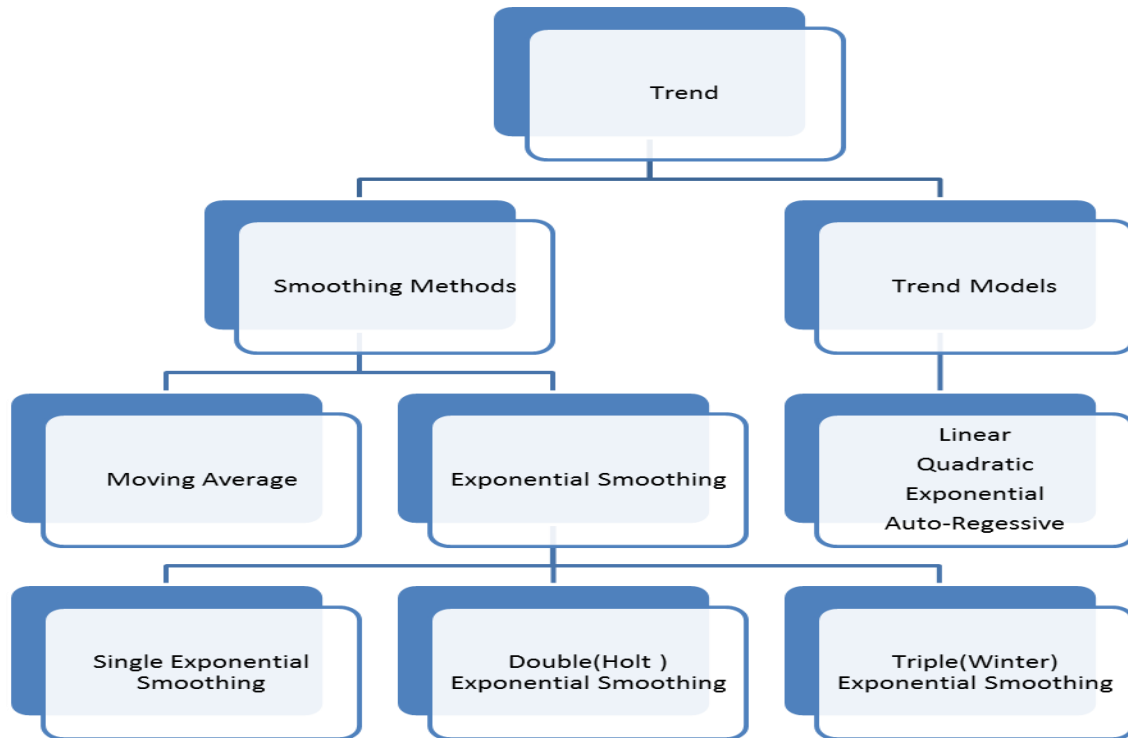 Trend
Smoothing Methods
Trend Models
Moving Average
Exponential Smoothing
Linear
Quadratic
Exponential
Auto-Regessive
Single Exponential
Smoothing
Double(Holt )
Exponential Smoothing
Triple(Winter)
Exponential Smoothing